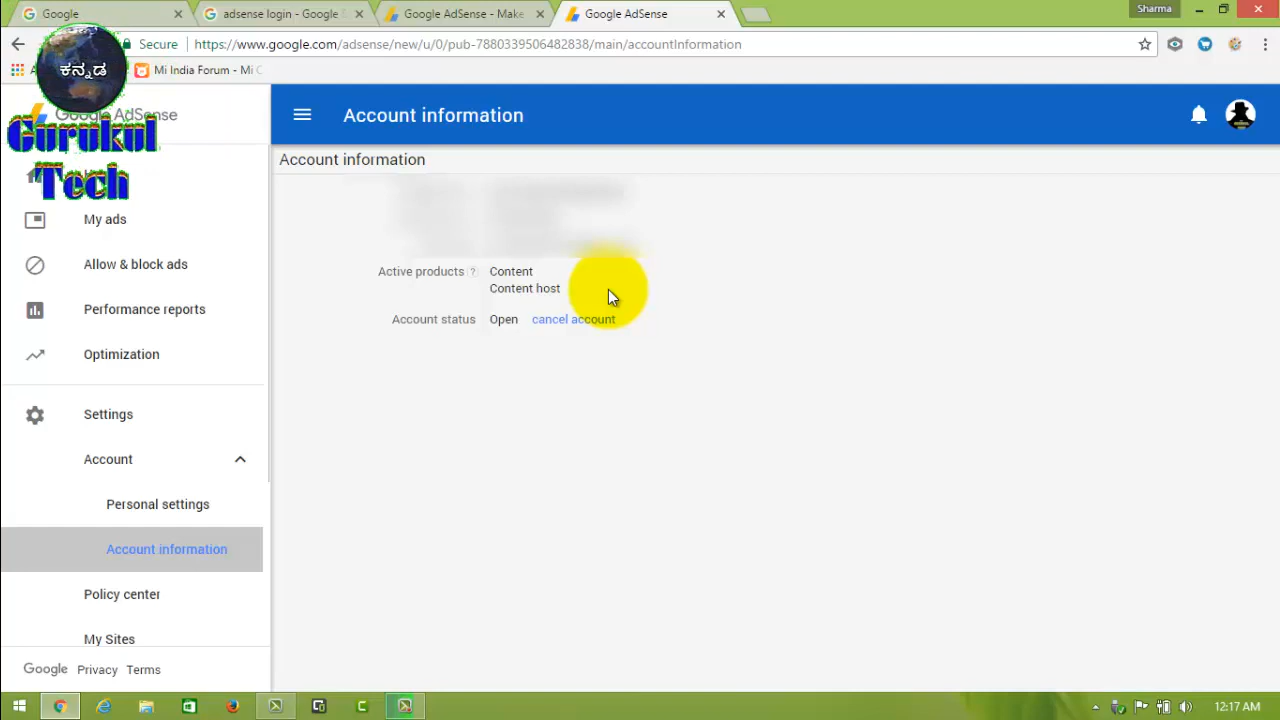 Google
adsense login - Google
Google AdSense - Make
Google AdSense
Sharma
Secure
https://www.google.com/adsense/new/u/0/pub-7880339506482838/main/accountInformation
Mi India Forum - Mi C
ಕನ್ನಡ
Gurukul
Tech
Google AdSense
Account information
Account information
My ads
Allow & block ads
Performance reports
Optimization
Settings
Account
Personal settings
Account information
Policy center
My Sites
Active products ?
Content
Content host
Account status
Open
cancel account
Google
Privacy
Terms
12:17 AM